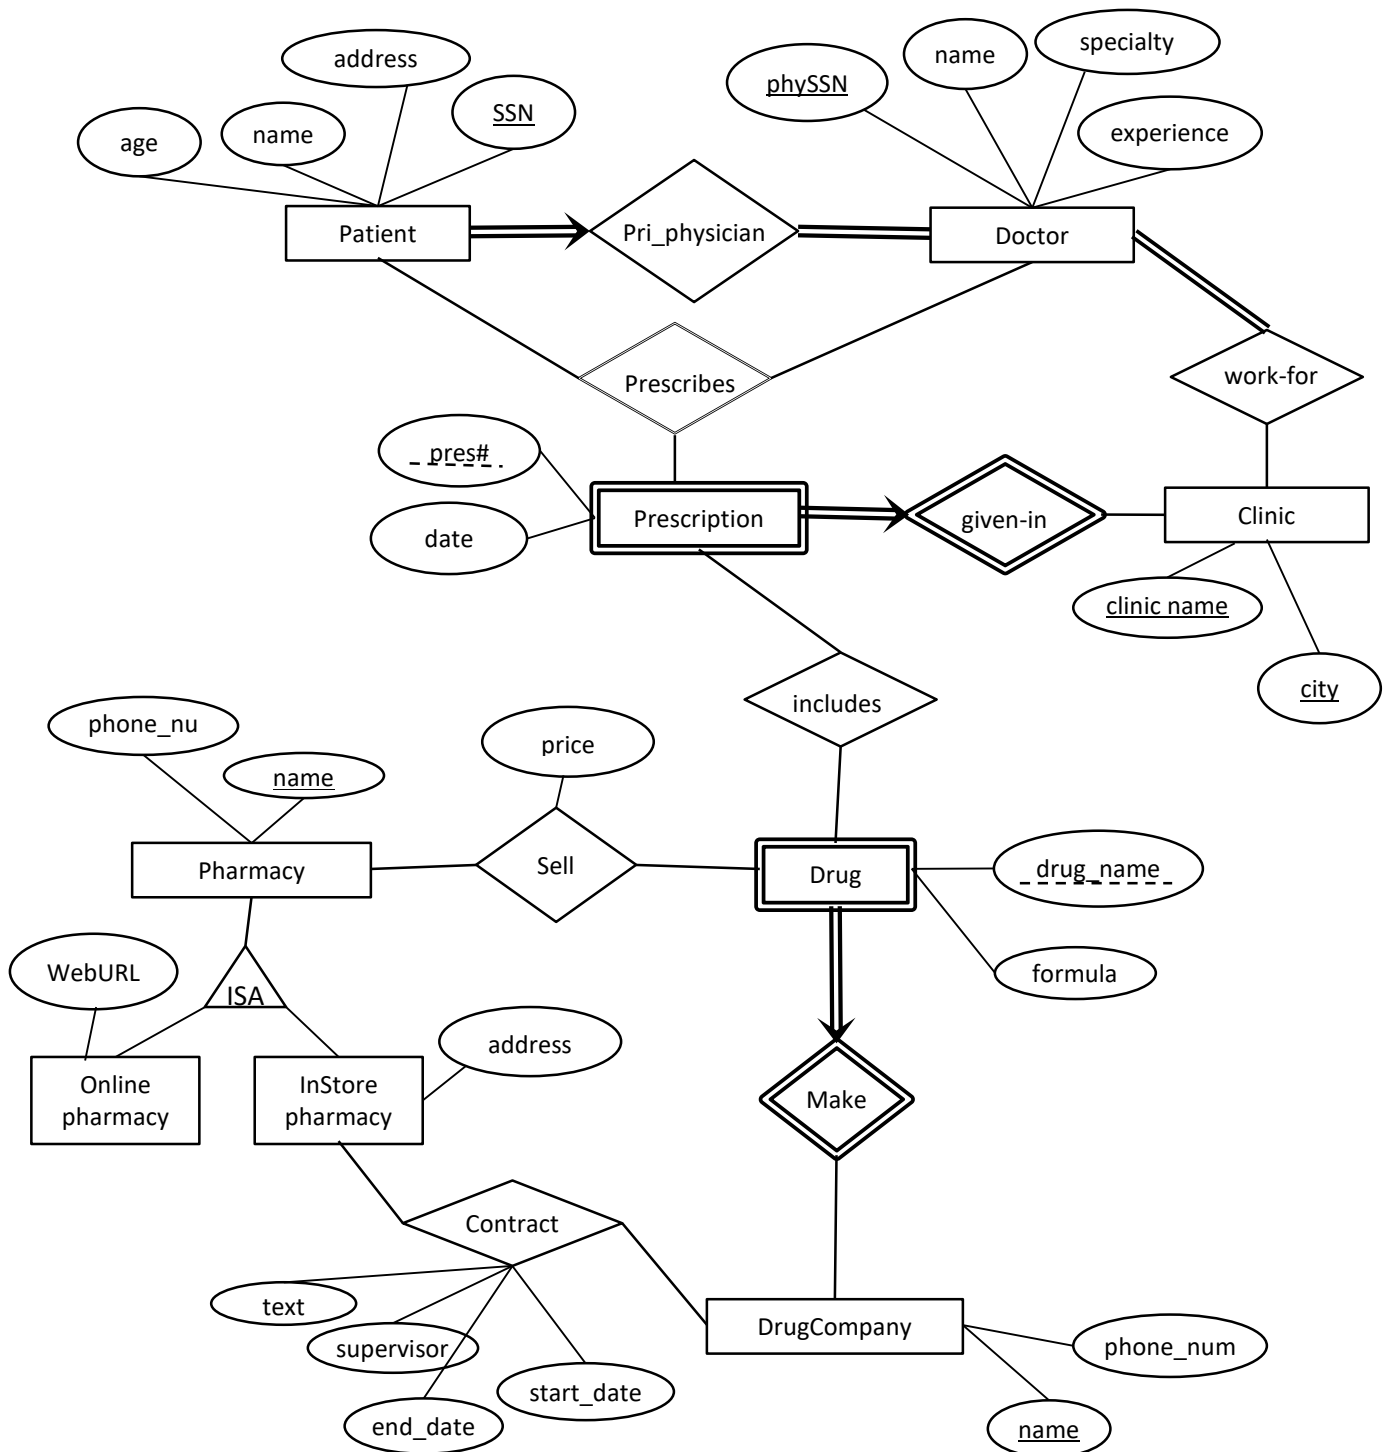 address
specialty
name
phySSN
SSN
name
age
experience
Patient
Pri_physician
Doctor
Prescribes
work-for
pres#
Prescription
given-in
Clinic
date
clinic name
city
includes
phone_nu
price
name
Pharmacy
Sell
Drug
drug_name
WebURL
formula
ISA
address
Online
pharmacy
InStore
pharmacy
Make
Contract
text
DrugCompany
supervisor
phone_num
start_date
end_date
name